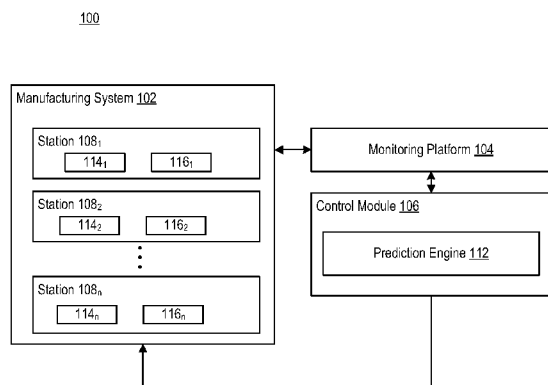 100
Manufacturing System 102
Station 108₁
114₁ 116₁
Station 108₂
114₂ 116₂
Station 108ₙ
114ₙ 116ₙ
Monitoring Platform 104
Control Module 106
Prediction Engine 112